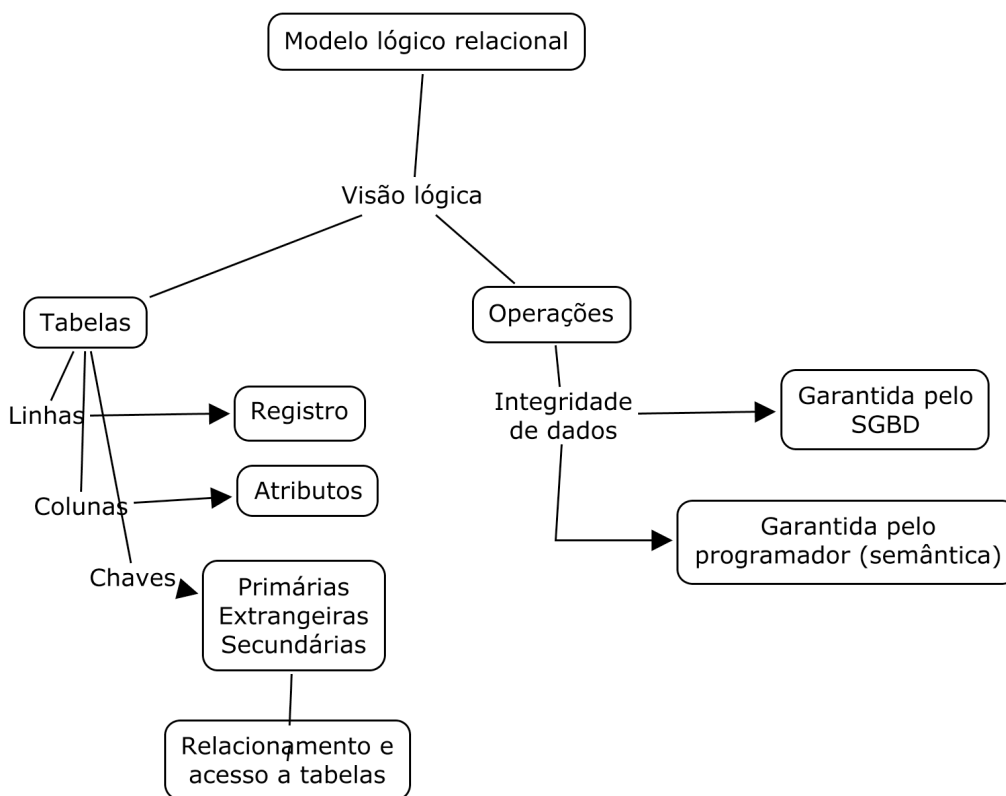 Modelo lógico relacional
Visão lógica
Tabelas
Operações
Linhas
Registro
Integridade
de dados
Garantida pelo
SGBD
Colunas
Atributos
Garantida pelo
programador (semântica)
Chaves
Primárias
Extrangeiras
Secundárias
Relacionamento e
acesso a tabelas